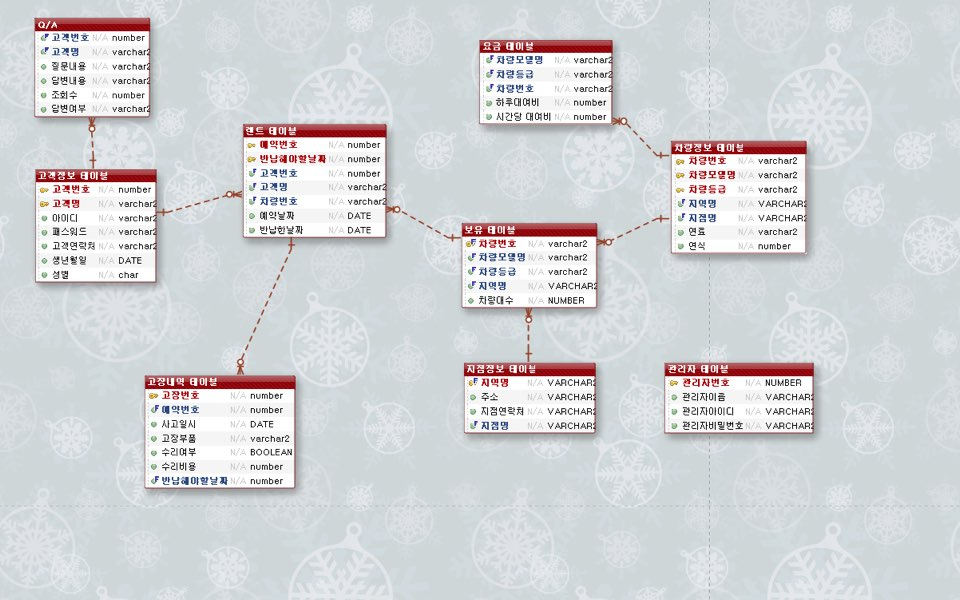 Q/A
고객번호 N/A number
고객명 N/A varchar2
질문내용 N/A varchar2
답변내용 N/A varchar2
조회수 N/A number
답변여부 N/A varchar2
고객정보 테이블
고객번호 N/A number
고객명 N/A varchar2
아이디 N/A varchar2
패스워드 N/A varchar2
고객연락처 N/A varchar2
생년월일 N/A DATE
성별 N/A char
렌트 테이블
예약번호 N/A number
반납해야할날짜 N/A number
고객번호 N/A number
고객명 N/A varchar2
차량번호 N/A varchar2
예약날짜 N/A DATE
반납한날짜 N/A DATE
고장내역 테이블
고장번호 N/A number
예약번호 N/A number
사고일시 N/A DATE
고장부품 N/A varchar2
수리여부 N/A BOOLEAN
수리비용 N/A number
반납해야할날짜 N/A number
요금 테이블
차량모델명 N/A varchar2
차량등급 N/A varchar2
차량번호 N/A varchar2
하루대여비 N/A number
시간당 대여비 N/A number
보유 테이블
차량번호 N/A varchar2
차량모델명 N/A varchar2
차량등급 N/A varchar2
지역명 N/A VARCHAR2
차량대수 N/A NUMBER
지점정보 테이블
지역명 N/A VARCHAR2
주소 N/A VARCHAR2
지점연락처 N/A VARCHAR2
지점명 N/A VARCHAR2
차량정보 테이블
차량번호 N/A varchar2
차량모델명 N/A varchar2
차량등급 N/A varchar2
지역명 N/A VARCHAR2
지점명 N/A VARCHAR2
연료 N/A varchar2
연식 N/A number
관리자 테이블
관리자번호 N/A NUMBER
관리자이름 N/A VARCHAR2
관리자아이디 N/A VARCHAR2
관리자비밀번호 N/A VARCHAR2